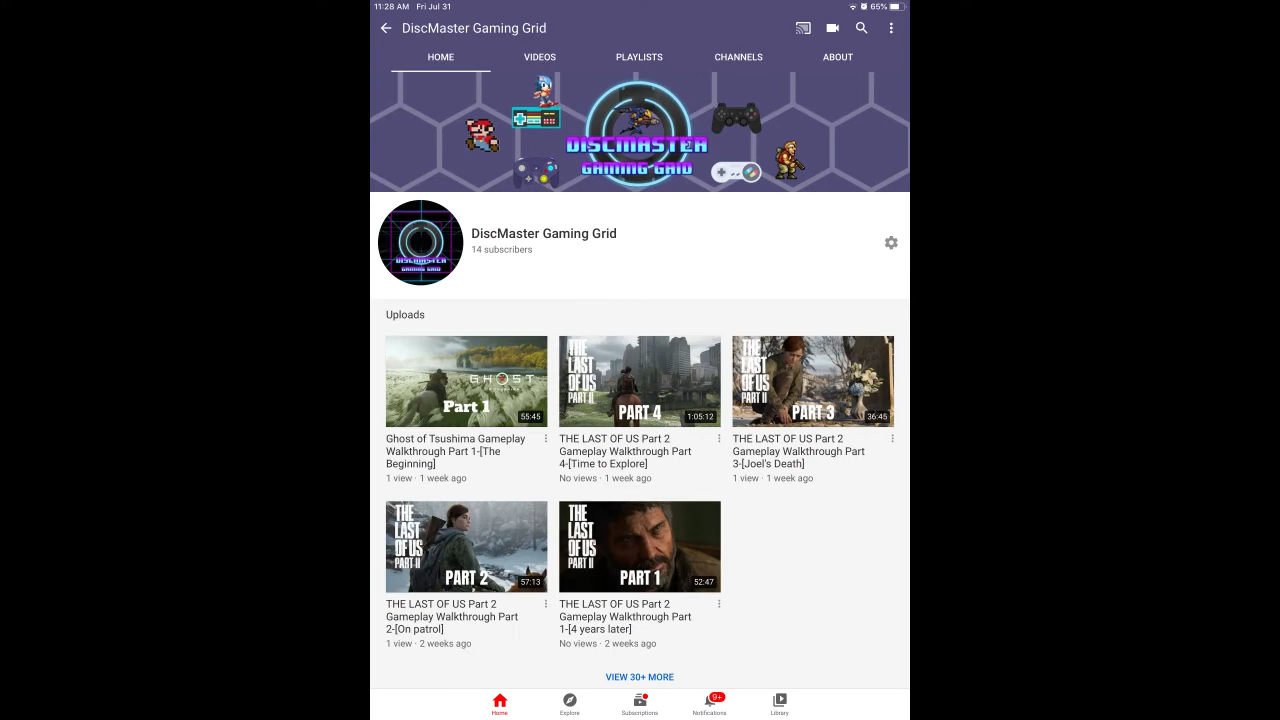 11:28 AM Fri Jul 31
65%
DiscMaster Gaming Grid
HOME VIDEOS PLAYLISTS CHANNELS ABOUT
DISCMASTER
GAMING GRID
DISCMASTER
GAMING GRID
DiscMaster Gaming Grid
14 subscribers
Uploads
GHOST
Part 1
55:45
Ghost of Tsushima Gameplay
Walkthrough Part 1-[The
Beginning]
1 view · 1 week ago
THE LAST
OF US
PART II
PART 4
1:05:12
THE LAST OF US Part 2
Gameplay Walkthrough Part
4-[Time to Explore]
No views · 1 week ago
THE LAST
OF US
PART II
PART 3
36:45
THE LAST OF US Part 2
Gameplay Walkthrough Part
3-[Joel's Death]
1 view · 1 week ago
THE
LAST
OF US
PART II
PART 2
57:13
THE LAST OF US Part 2
Gameplay Walkthrough Part
2-[On patrol]
1 view · 2 weeks ago
THE
LAST
OF US
PART II
PART 1
52:47
THE LAST OF US Part 2
Gameplay Walkthrough Part
1-[4 years later]
No views · 2 weeks ago
VIEW 30+ MORE
9+
Home Explore Subscriptions Notifications Library